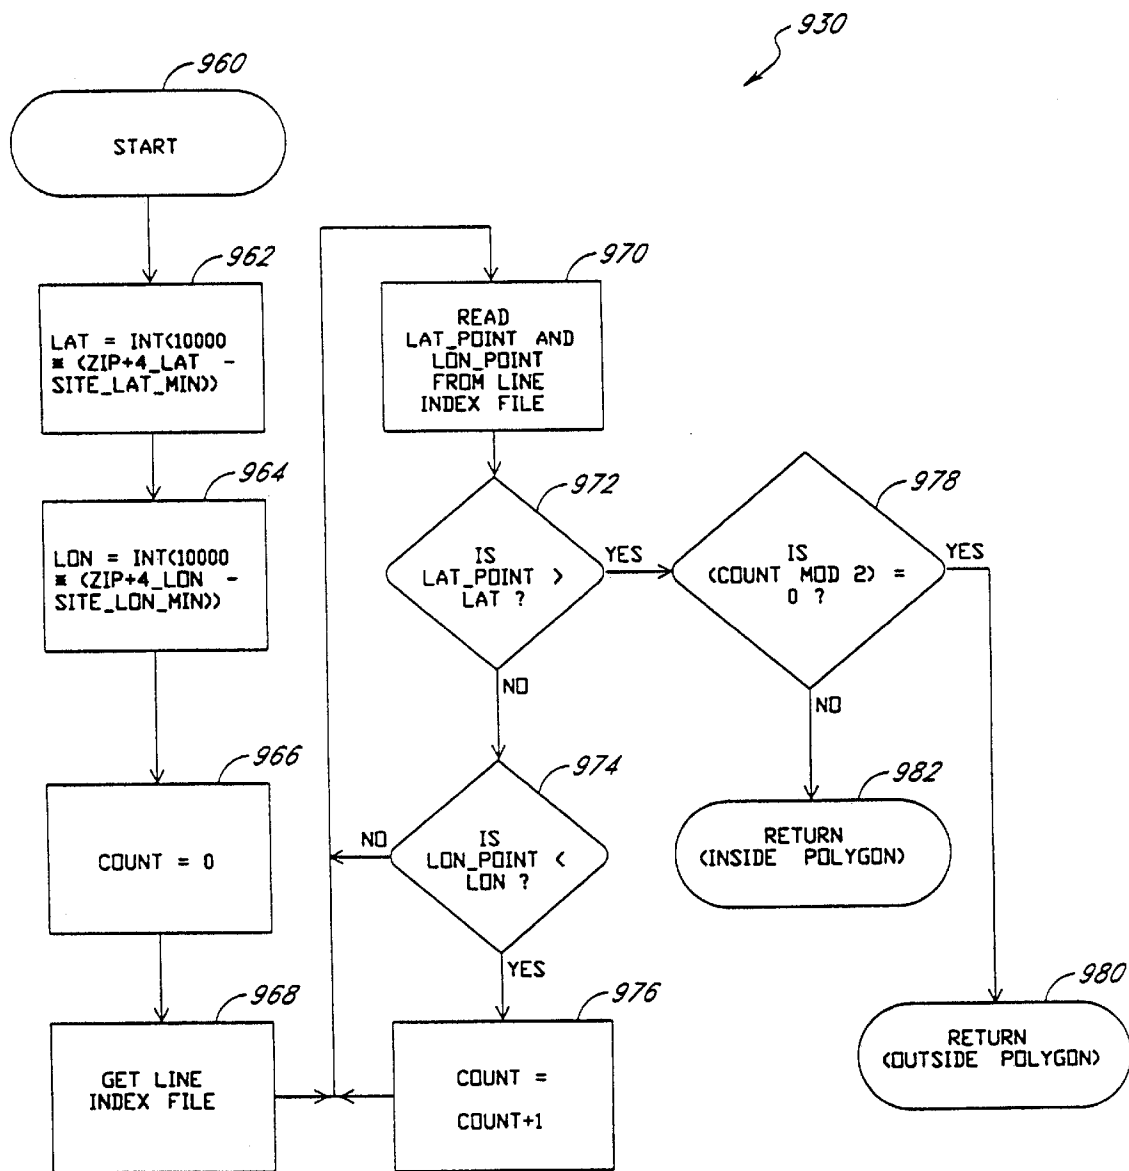 930
960
START
962
LAT = INT(10000
* (ZIP+4_LAT -
SITE_LAT_MIN))
964
LON = INT(10000
* (ZIP+4_LON -
SITE_LON_MIN))
966
COUNT = 0
968
GET LINE
INDEX FILE
970
READ
LAT_POINT AND
LON_POINT
FROM LINE
INDEX FILE
972
IS
LAT_POINT >
LAT ?
YES
NO
974
IS
LON_POINT <
LON ?
NO
YES
976
COUNT =
COUNT+1
978
IS
(COUNT MOD 2) =
0 ?
YES
NO
982
RETURN
(INSIDE POLYGON)
980
RETURN
(OUTSIDE POLYGON)